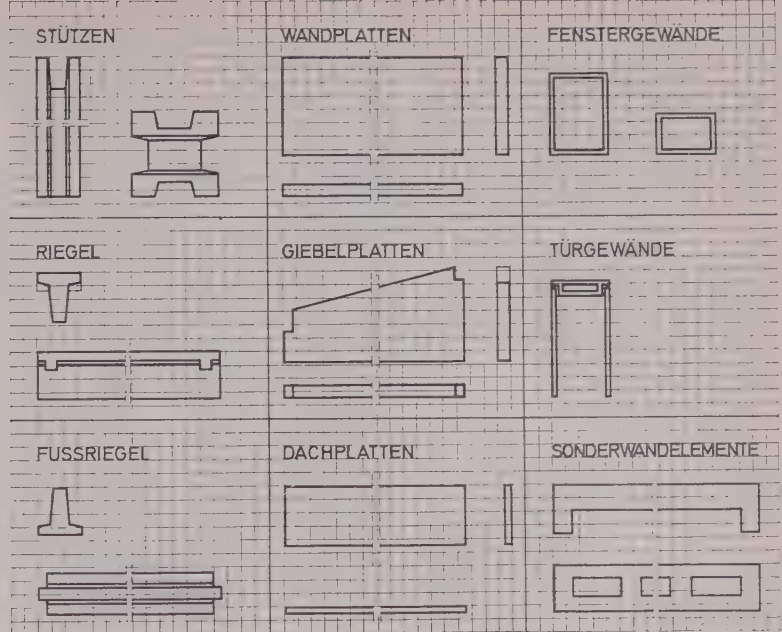 STÜTZEN
WANDPLATTEN
FENSTERGEWÄNDE
RIEGEL
GIEBELPLATTEN
TÜRGEWÄNDE
FUSSRIEGEL
DACHPLATTEN
SONDERWANDELEMENTE